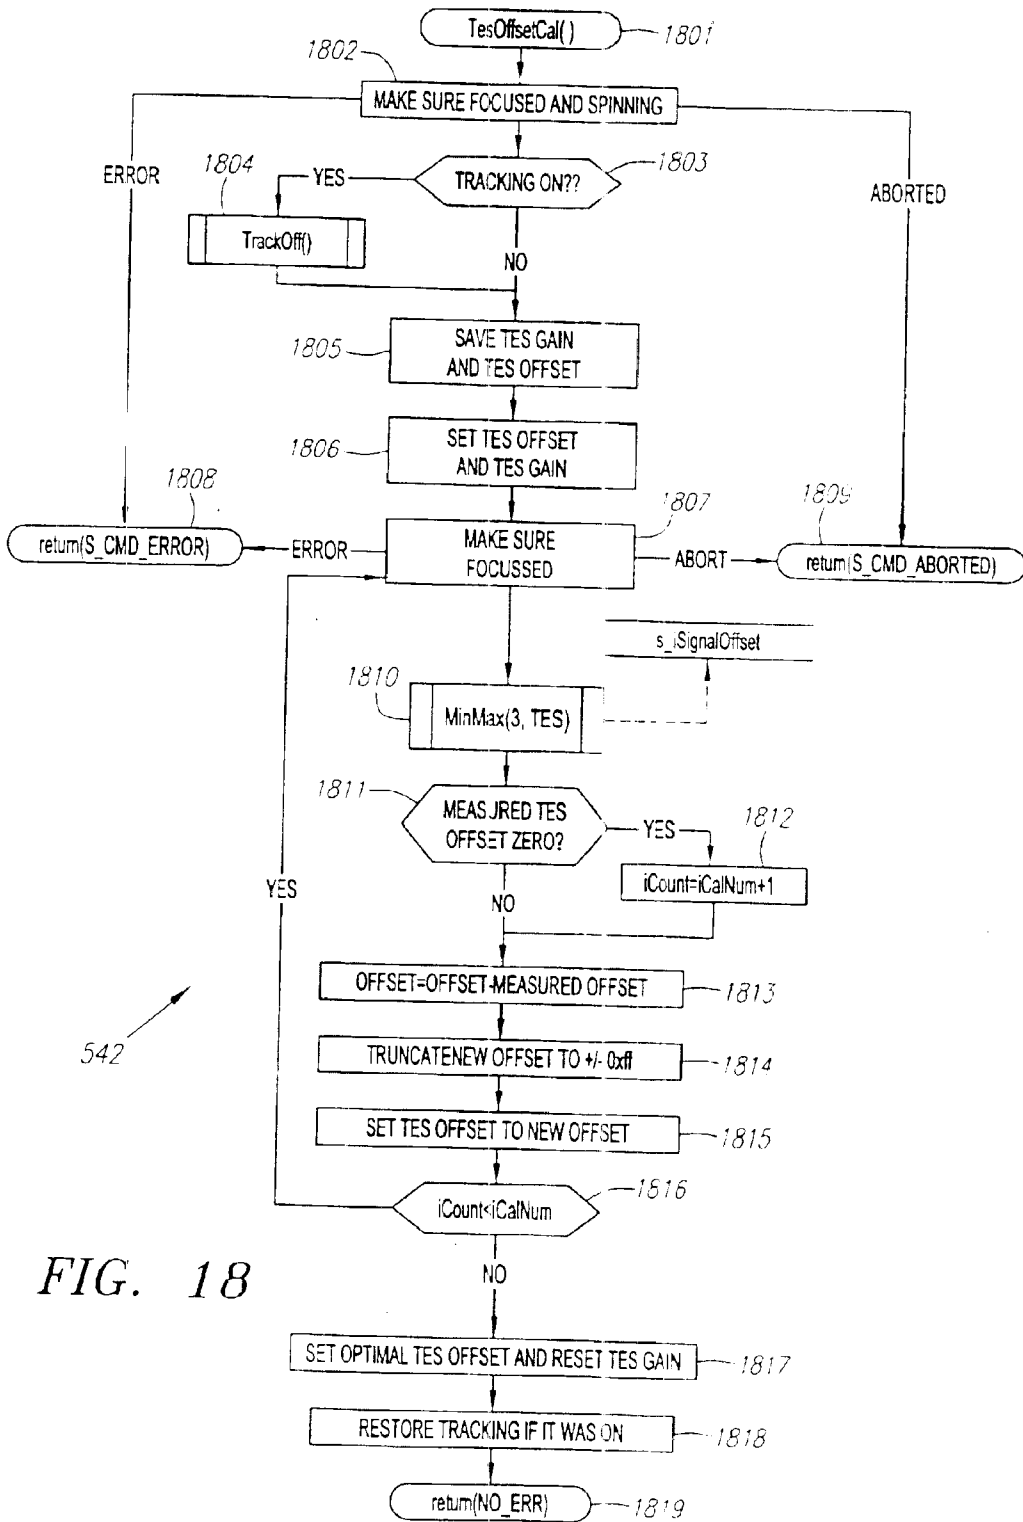 TesOffsetCal( )
1801
1802
MAKE SURE FOCUSED AND SPINNING
1803
TRACKING ON??
YES
1804
TrackOff()
ERROR
ABORTED
NO
1805
SAVE TES GAIN
AND TES OFFSET
1806
SET TES OFFSET
AND TES GAIN
1808
return(S_CMD_ERROR)
ERROR
1807
MAKE SURE
FOCUSSED
ABORT
1809
return(S_CMD_ABORTED)
s_iSignalOffset
1810
MinMax(3, TES)
1811
MEASURED TES
OFFSET ZERO?
YES
1812
iCount=iCalNum+1
YES
NO
OFFSET=OFFSET-MEASURED OFFSET
1813
542
TRUNCATENEW OFFSET TO +/- 0xff
1814
SET TES OFFSET TO NEW OFFSET
1815
iCount<iCalNum
1816
FIG. 18
NO
SET OPTIMAL TES OFFSET AND RESET TES GAIN
1817
RESTORE TRACKING IF IT WAS ON
1818
return(NO_ERR)
1819